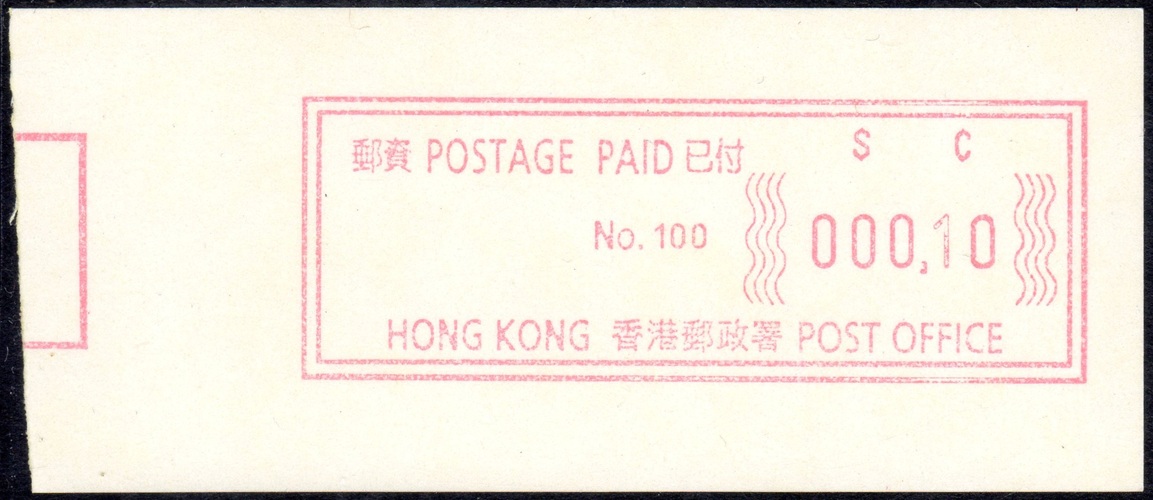 郵資 POSTAGE PAID 已付
$ ¢
No. 100
000,10
HONG KONG 香港郵政署 POST OFFICE